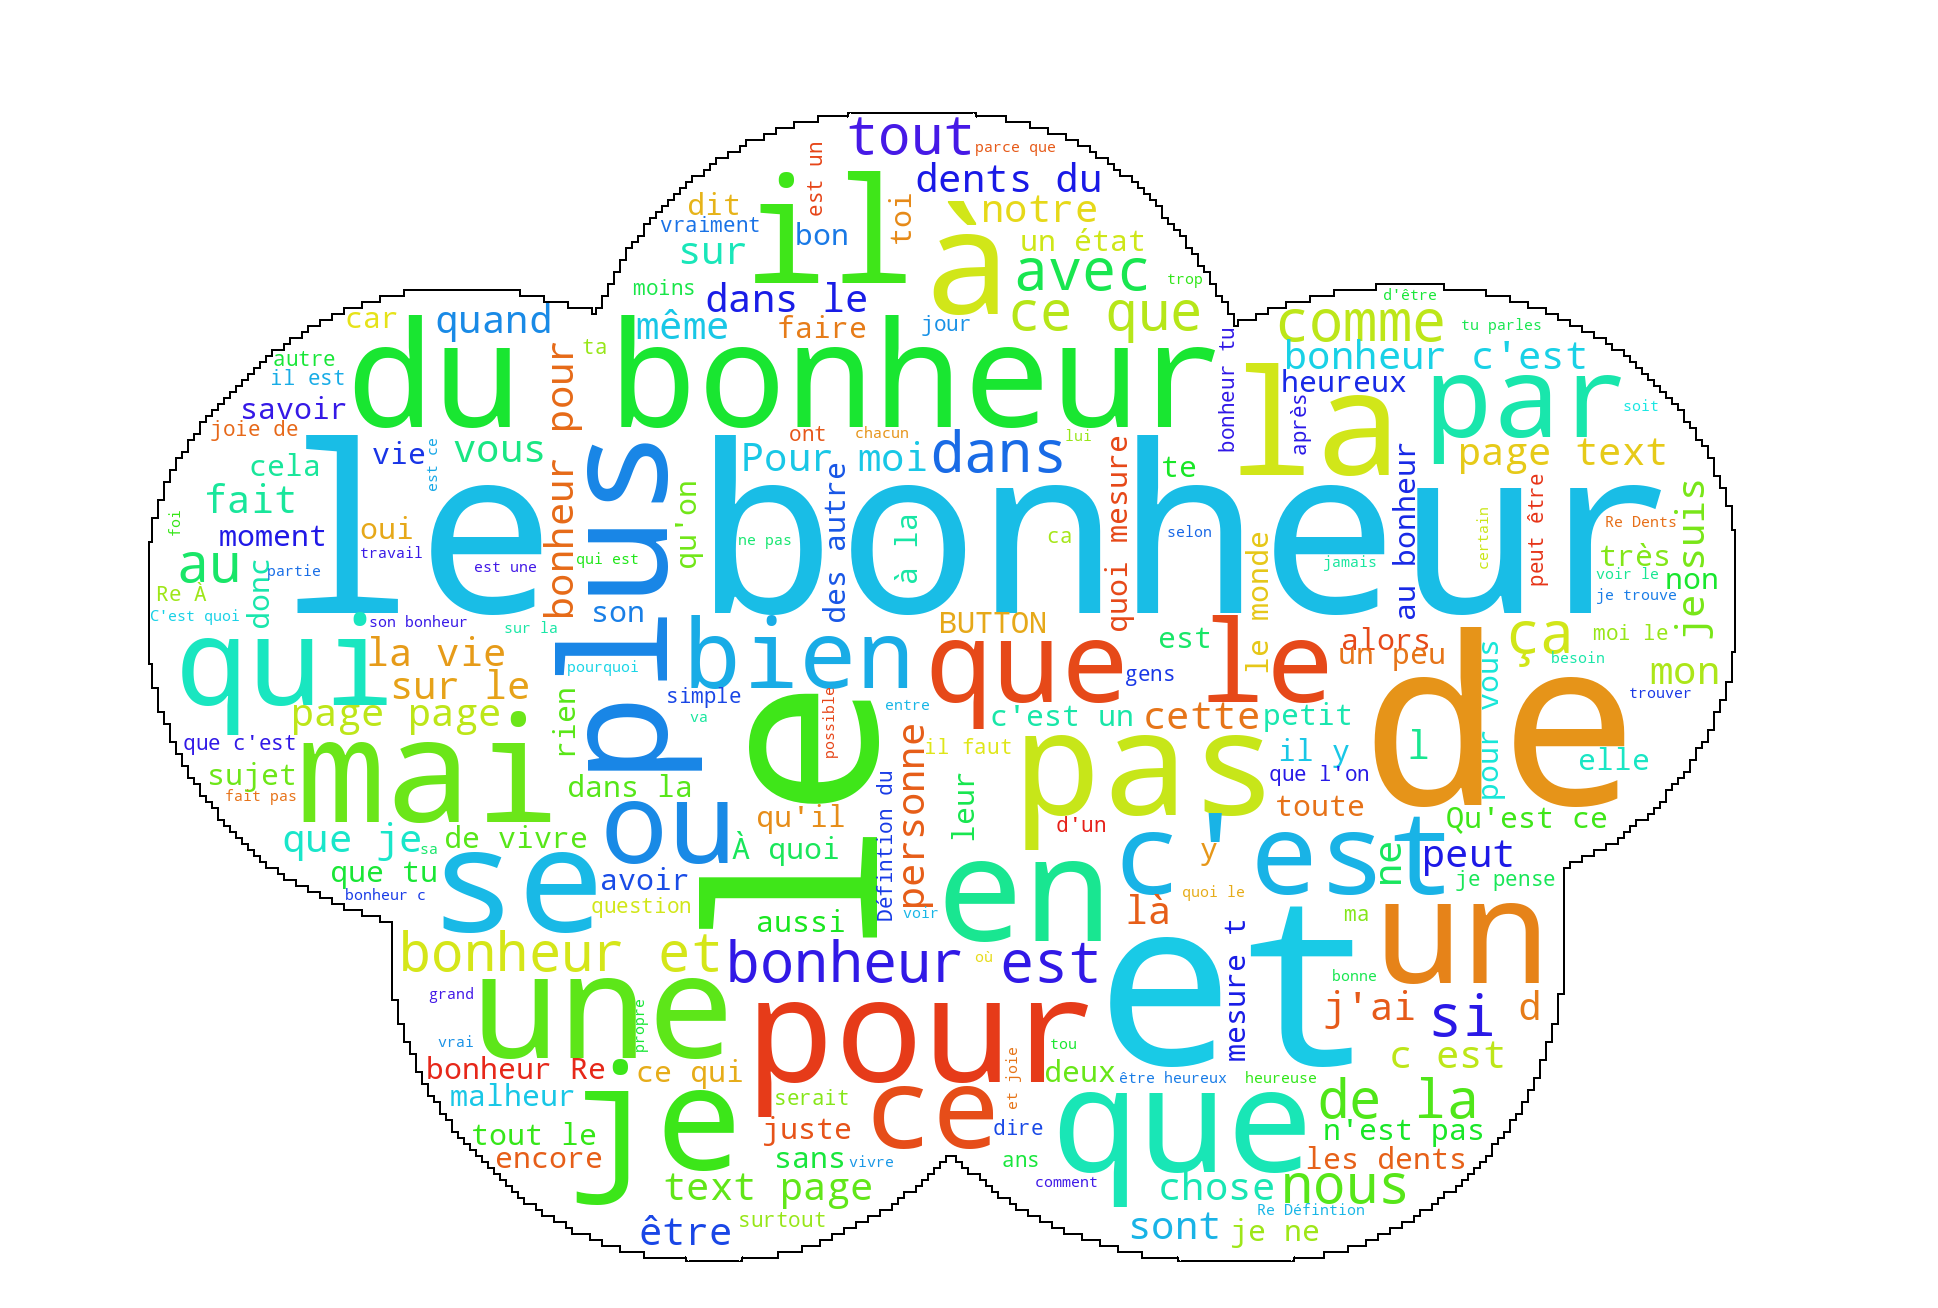 tout
parce que
est un
dents du
il
dit
toi
notre
vraiment
bon
à
un état
sur
avec
trop
moins
dans le
ce que
d'être
car
quand
même
faire
jour
comme
tu parles
ta
du bonheur
bonheur tu
bonheur c'est
autre
il est
bonheur pour
la
heureux
par
savoir
après
soit
joie de
vie
est ce
vous
plus
ont
chacun
lui
Pour moi
dans
quoi mesure
te
au bonheur
page text
cela
le bonheur
fait
qu'on
des autre
à la
peut être
je suis
foi
moment
oui
ne pas
ca
selon
certain
Re Dents
travail
qui est
le monde
jamais
très
au
partie
est une
voir le
non
donc
Re À
je trouve
C'est quoi
son bonheur
sur la
son
bien
BUTTON
que le
est
alors
ça
moi le
qui
la vie
pourquoi
un peu
pour vous
besoin
mon
sur le
rien
simple
possible
gens
de
trouver
page page
va
le
entre
c'est un
cette
petit
que c'est
mai
personne
il faut
pas
il y
l
elle
sujet
dans la
Défintion du
leur
que l'on
fait pas
ou
qu'il
toute
que je
sa
de vivre
À quoi
d'un
c'est
y
ne
Qu'est ce
peut
que tu
se
avoir
en
quoi le
je pense
bonheur c
question
aussi
voir
là
ma
un
bonheur et
bonheur est
où
et
mesure t
bonne
grand
une
propre
pour
j'ai
si
d
vrai
tou
c est
bonheur Re
ce qui
et joie
deux
être heureux
heureuse
malheur
je
serait
ce
que
de la
tout le
juste
dire
n'est pas
encore
sans
vivre
ans
les dents
text page
comment
chose
nous
être
surtout
sont
Re Défintion
je ne